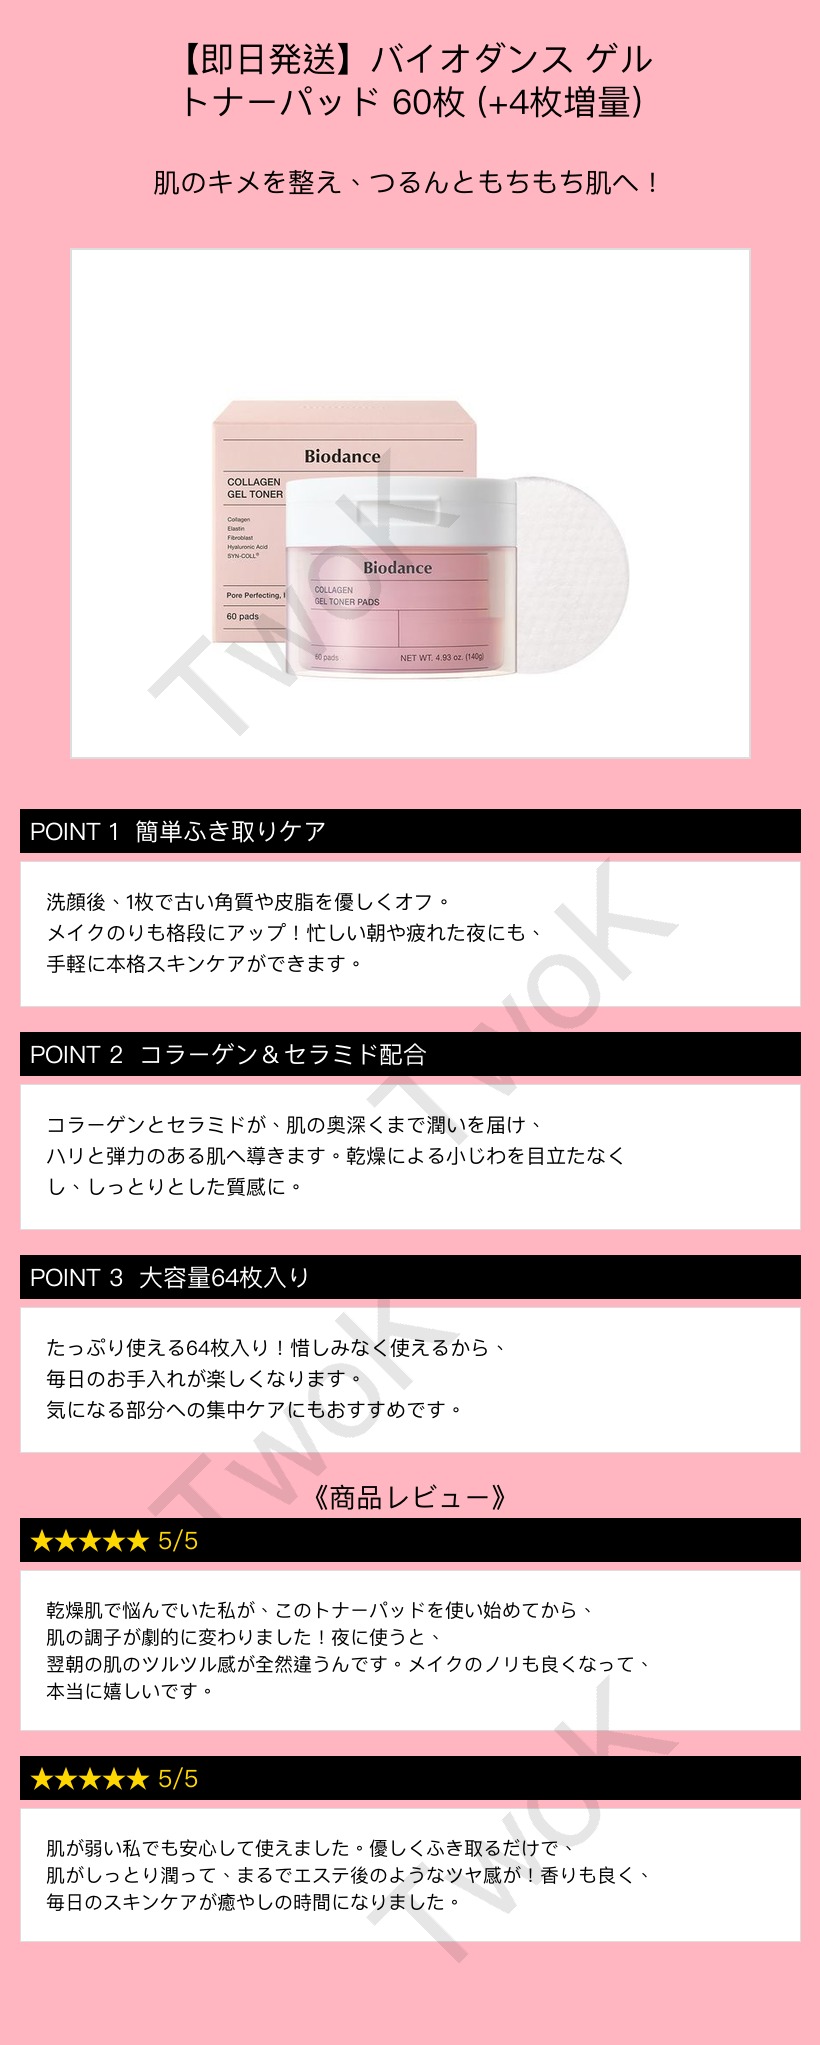 【即日発送】バイオダンス ゲル
トナーパッド 60枚 (+4枚増量)
肌のキメを整え、つるんともちもち肌へ！
Biodance
COLLAGEN
GEL TONER
Collagen
Elastin
Fibroblast
Hyaluronic Acid
SYN-COLL®
Pore Perfecting,
60 pads
Biodance
COLLAGEN
GEL TONER PADS
60 pads NET WT. 4.93 oz. (140g)
TwoK
POINT 1 簡単ふき取りケア
洗顔後、1枚で古い角質や皮脂を優しくオフ。
メイクのりも格段にアップ！忙しい朝や疲れた夜にも、
手軽に本格スキンケアができます。
TwoK
POINT 2 コラーゲン＆セラミド配合
コラーゲンとセラミドが、肌の奥深くまで潤いを届け、
ハリと弾力のある肌へ導きます。乾燥による小じわを目立たなく
し、しっとりとした質感に。
POINT 3 大容量64枚入り
たっぷり使える64枚入り！惜しみなく使えるから、
毎日のお手入れが楽しくなります。
気になる部分への集中ケアにもおすすめです。
TwoK
《商品レビュー》
★★★★★ 5/5
乾燥肌で悩んでいた私が、このトナーパッドを使い始めてから、
肌の調子が劇的に変わりました！夜に使うと、
翌朝の肌のツルツル感が全然違うんです。メイクのノリも良くなって、
本当に嬉しいです。
★★★★★ 5/5
肌が弱い私でも安心して使えました。優しくふき取るだけで、
肌がしっとり潤って、まるでエステ後のようなツヤ感が！香りも良く、
毎日のスキンケアが癒やしの時間になりました。
TwoK